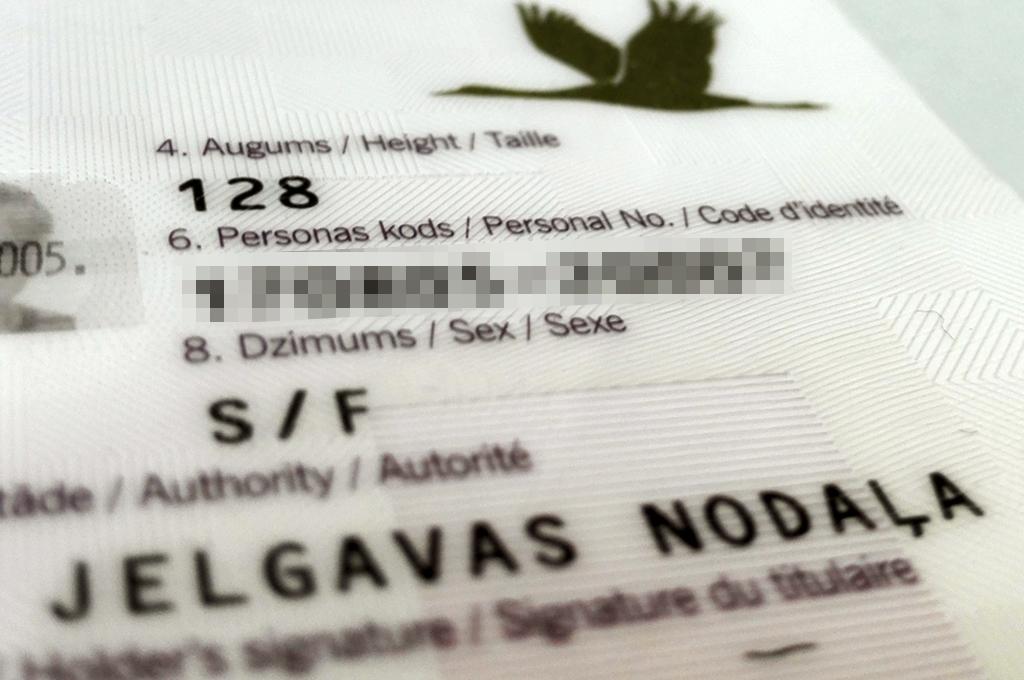 4. Augums / Height / Taille
128
6. Personas kods / Personal No. / Code d'identité
005.
8. Dzimums / Sex / Sexe
S/F
tāde / Authority / Autorité
JELGAVAS NODAĻA
/ Holder's signature / Signature du titulaire